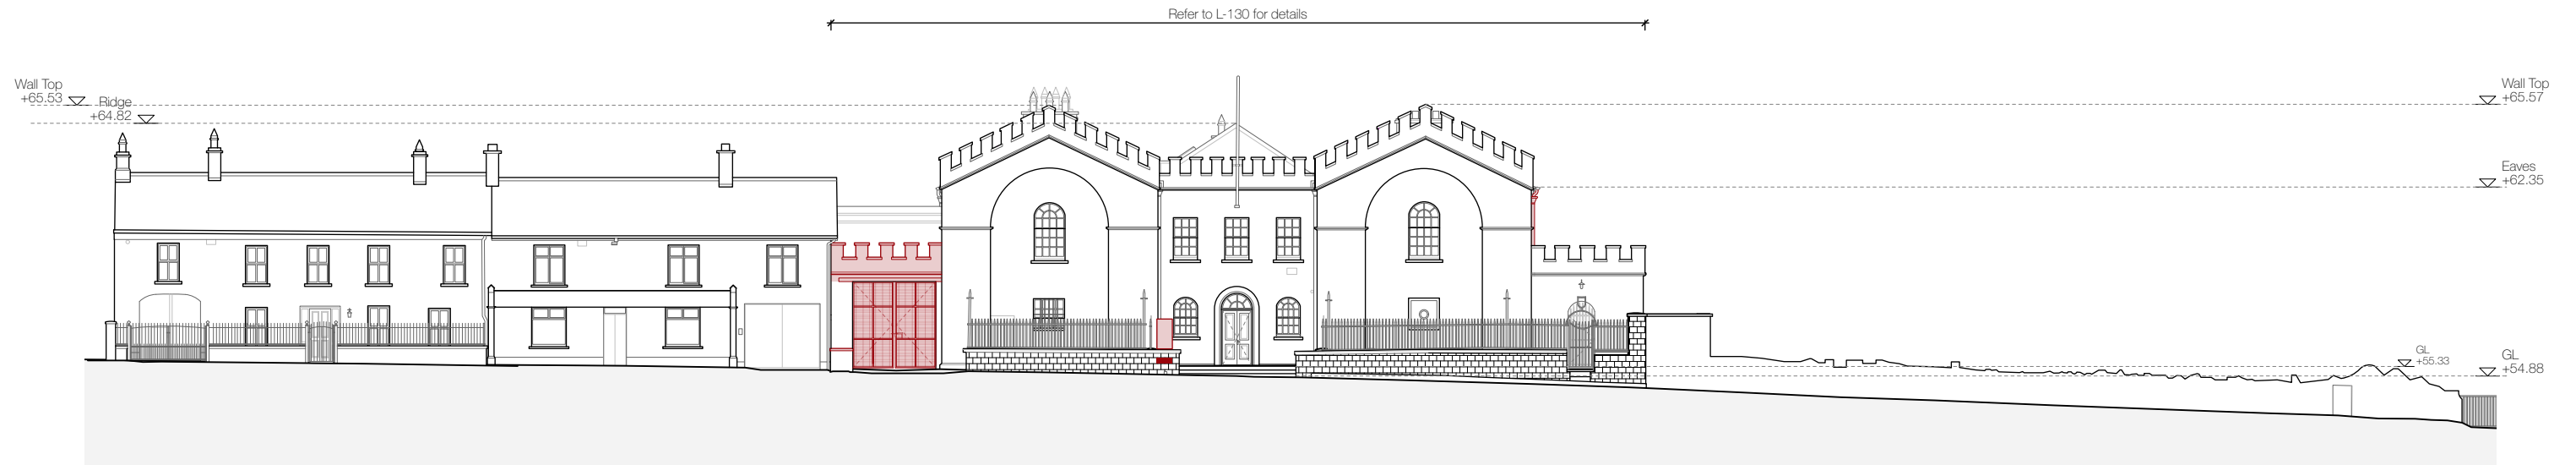 Refer to L-130 for details
Wall Top
+65.53
Ridge
+64.82
Wall Top
+65.57
Eaves
+62.35
GL
+55.33
GL
+54.88